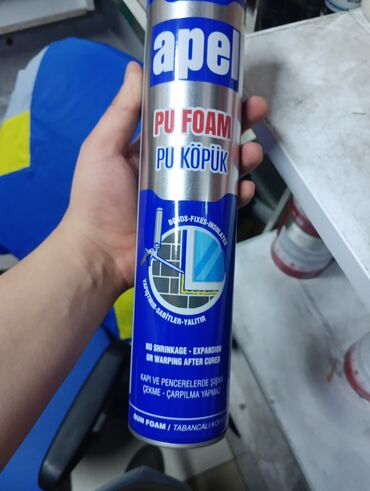 apel
PU FOAM
PU KÖPÜK
BONDS-FIXES-INSULATES
YAPIŞTIRIR-SABİTLER-YALITIR
NO SHRINKAGE - EXPANSION
OR WARPING AFTER CURED
KAPI VE PENCERELERDE ŞİŞME
ÇEKME - ÇARPILMA YAPMAZ
GUN FOAM / TABANCALI